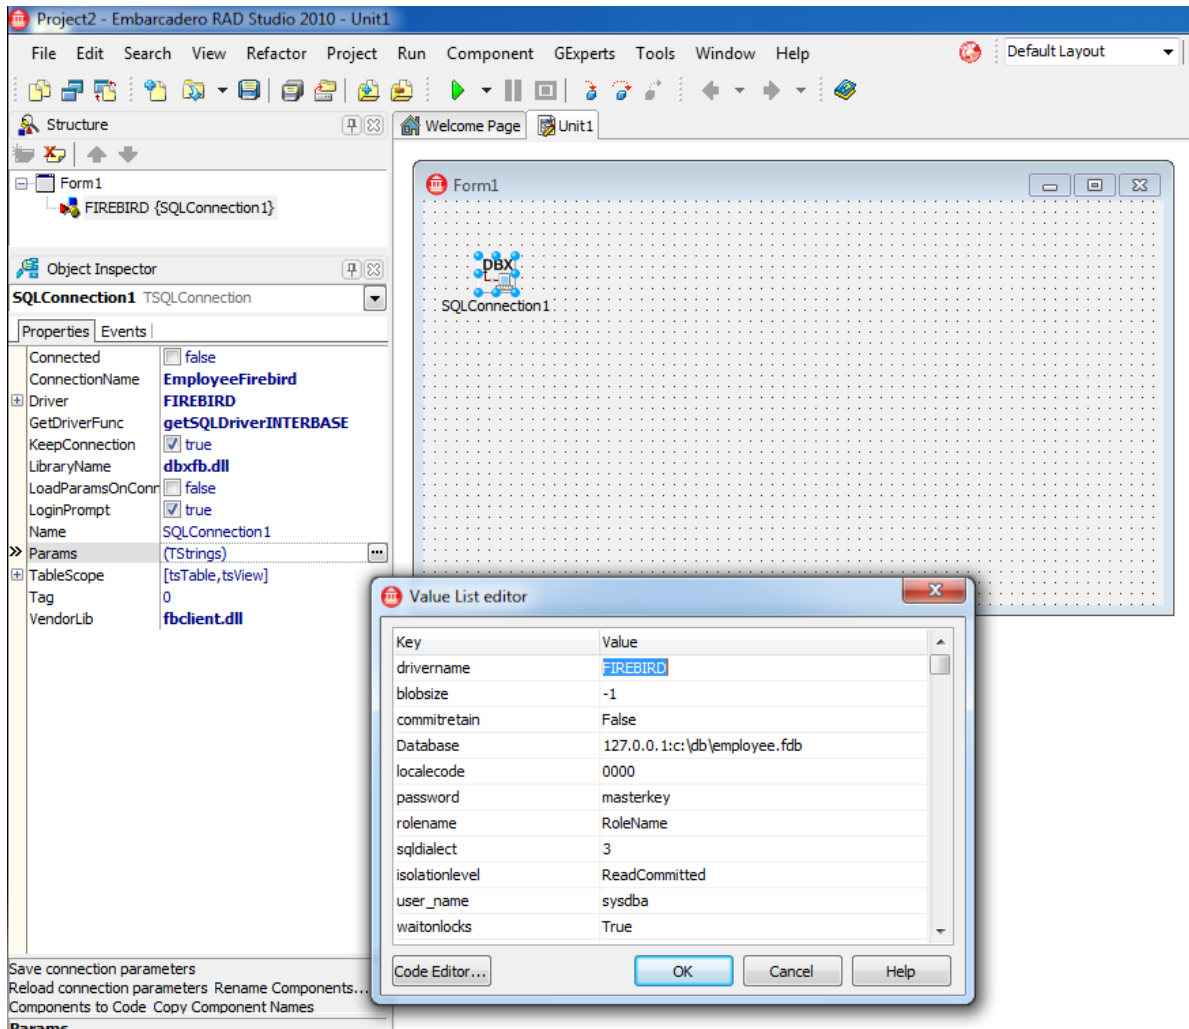 Project2 - Embarcadero RAD Studio 2010 - Unit1
File Edit Search View Refactor Project Run Component GExperts Tools Window Help Default Layout
Structure
Welcome Page Unit1
Form1
FIREBIRD {SQLConnection1}
Form1
DBX
SQLConnection1
Object Inspector
SQLConnection1 TSQLConnection
Properties Events
Connected false
ConnectionName EmployeeFirebird
Driver FIREBIRD
GetDriverFunc getSQLDriverINTERBASE
KeepConnection true
LibraryName dbxfb.dll
LoadParamsOnConr false
LoginPrompt true
Name SQLConnection1
Params (TStrings)
TableScope [tsTable,tsView]
Tag 0
VendorLib fbclient.dll
Value List editor
Key Value
drivername FIREBIRD
blobsize -1
commitretain False
Database 127.0.0.1:c:\db\employee.fdb
localecode 0000
password masterkey
rolename RoleName
sqldialect 3
isolationlevel ReadCommitted
user_name sysdba
waitonlocks True
Code Editor... OK Cancel Help
Save connection parameters
Reload connection parameters Rename Components...
Components to Code Copy Component Names
Params